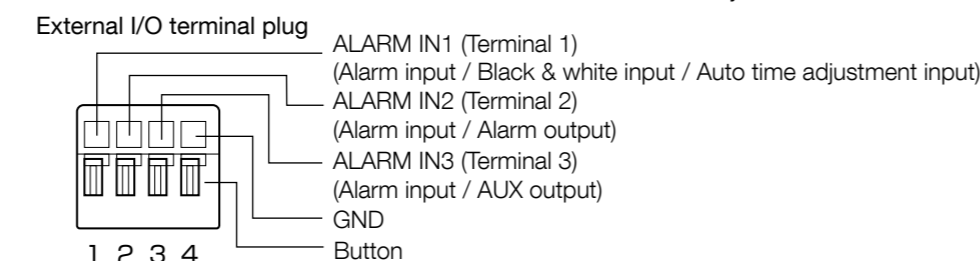 External I/O terminal plug
ALARM IN1 (Terminal 1)
(Alarm input / Black & white input / Auto time adjustment input)
ALARM IN2 (Terminal 2)
(Alarm input / Alarm output)
ALARM IN3 (Terminal 3)
(Alarm input / AUX output)
GND
Button
1 2 3 4